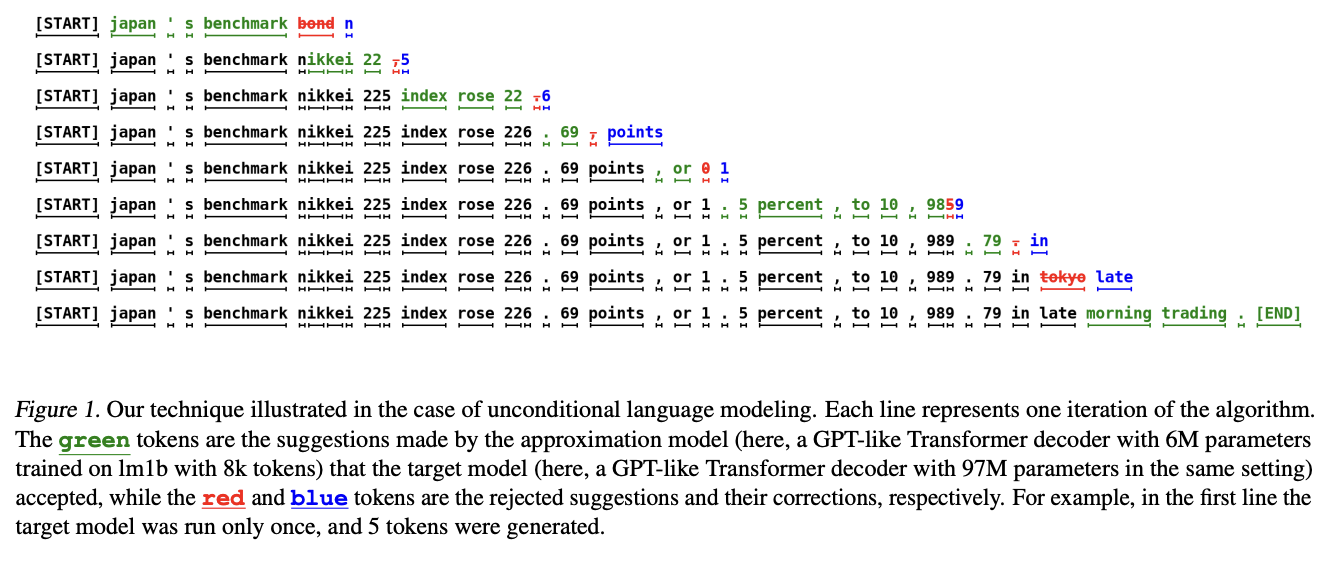 [START] japan ' s benchmark bond n
[START] japan ' s benchmark nikkei 22 ,5
[START] japan ' s benchmark nikkei 225 index rose 22 .6
[START] japan ' s benchmark nikkei 225 index rose 226 . 69 , points
[START] japan ' s benchmark nikkei 225 index rose 226 . 69 points , or 0 1
[START] japan ' s benchmark nikkei 225 index rose 226 . 69 points , or 1 . 5 percent , to 10 , 9859
[START] japan ' s benchmark nikkei 225 index rose 226 . 69 points , or 1 . 5 percent , to 10 , 989 . 79 . in
[START] japan ' s benchmark nikkei 225 index rose 226 . 69 points , or 1 . 5 percent , to 10 , 989 . 79 in tokyo late
[START] japan ' s benchmark nikkei 225 index rose 226 . 69 points , or 1 . 5 percent , to 10 , 989 . 79 in late morning trading . [END]
Figure 1. Our technique illustrated in the case of unconditional language modeling. Each line represents one iteration of the algorithm.
The green tokens are the suggestions made by the approximation model (here, a GPT-like Transformer decoder with 6M parameters
trained on lm1b with 8k tokens) that the target model (here, a GPT-like Transformer decoder with 97M parameters in the same setting)
accepted, while the red and blue tokens are the rejected suggestions and their corrections, respectively. For example, in the first line the
target model was run only once, and 5 tokens were generated.